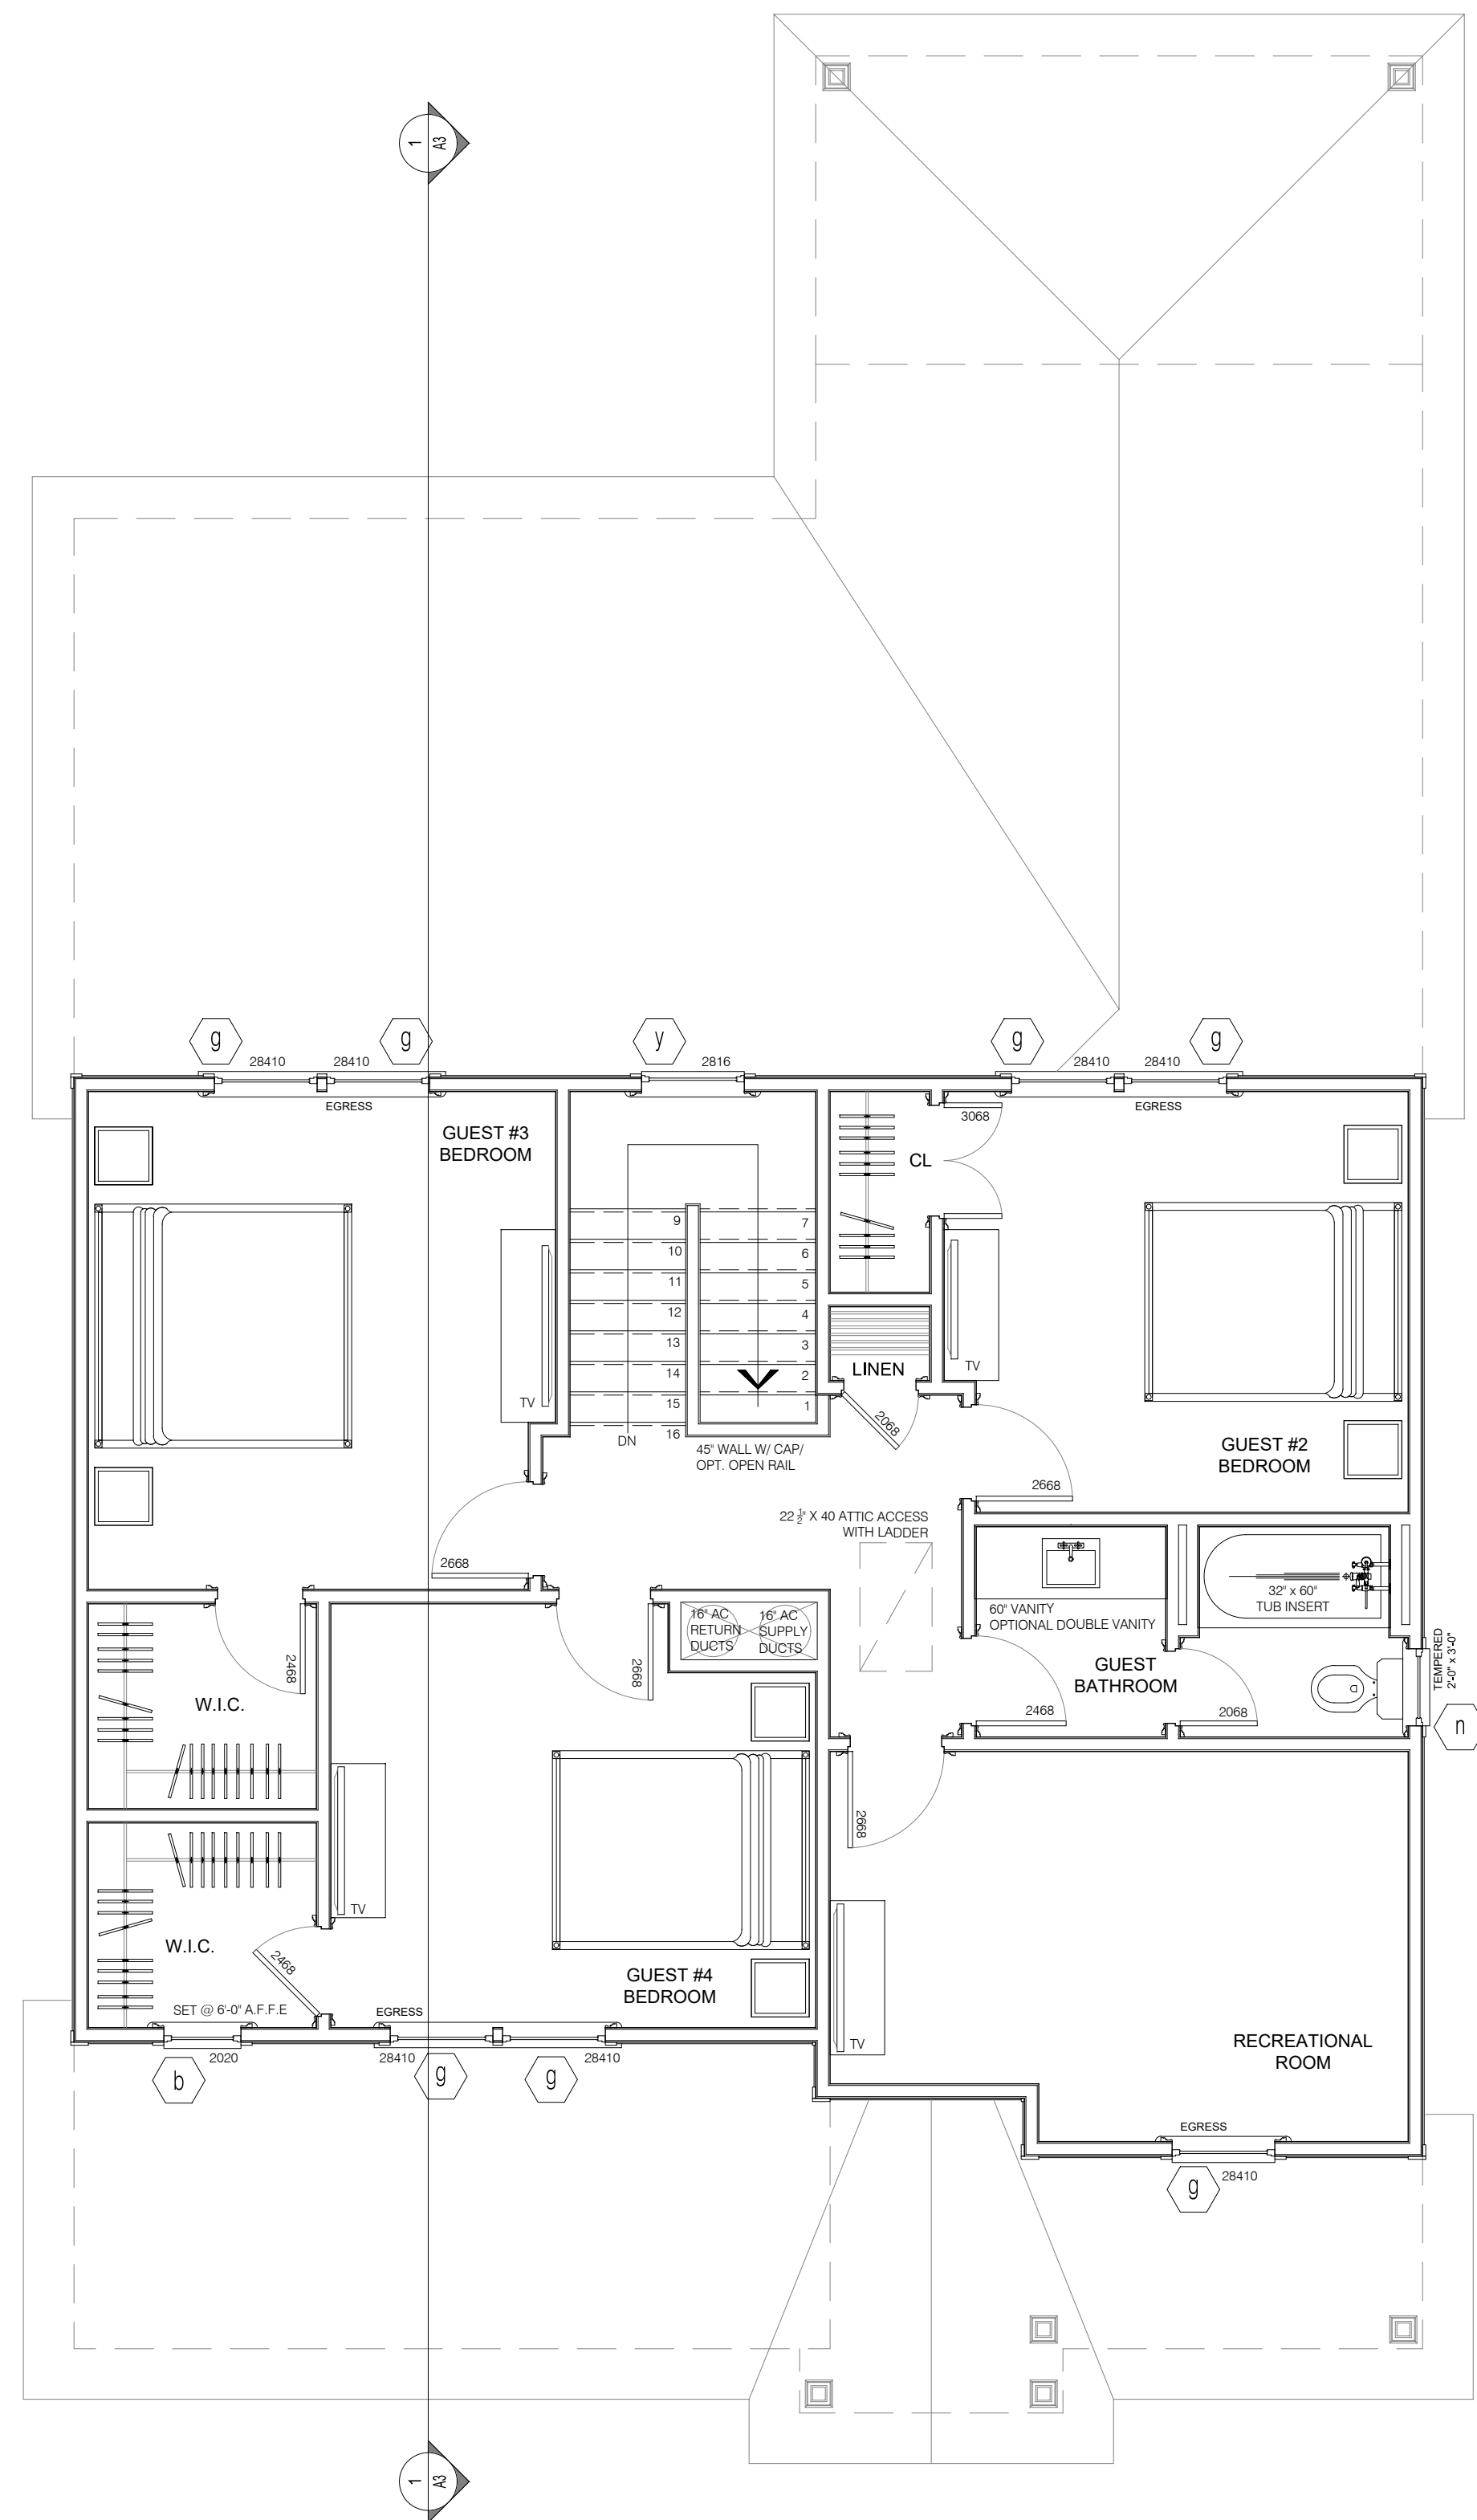 1
A3
g
g
y
g
g
28410
28410
2816
28410
28410
EGRESS
EGRESS
GUEST #3
BEDROOM
3068
CL
9
10
11
12
13
14
15
16
7
6
5
4
3
2
1
TV
DN
LINEN
2068
TV
45" WALL W/ CAP/
OPT. OPEN RAIL
GUEST #2
BEDROOM
2668
22 ½" X 40 ATTIC ACCESS
WITH LADDER
2668
16" AC
RETURN
DUCTS
16" AC
SUPPLY
DUCTS
60" VANITY
OPTIONAL DOUBLE VANITY
32" x 60"
TUB INSERT
2468
W.I.C.
2668
GUEST
BATHROOM
2468
2068
TEMPERED
2'-0" x 3'-0"
n
2668
TV
W.I.C.
2468
GUEST #4
BEDROOM
SET @ 6'-0" A.F.F.E
EGRESS
TV
RECREATIONAL
ROOM
2020
b
28410
g
g
28410
EGRESS
g
28410
1
A3